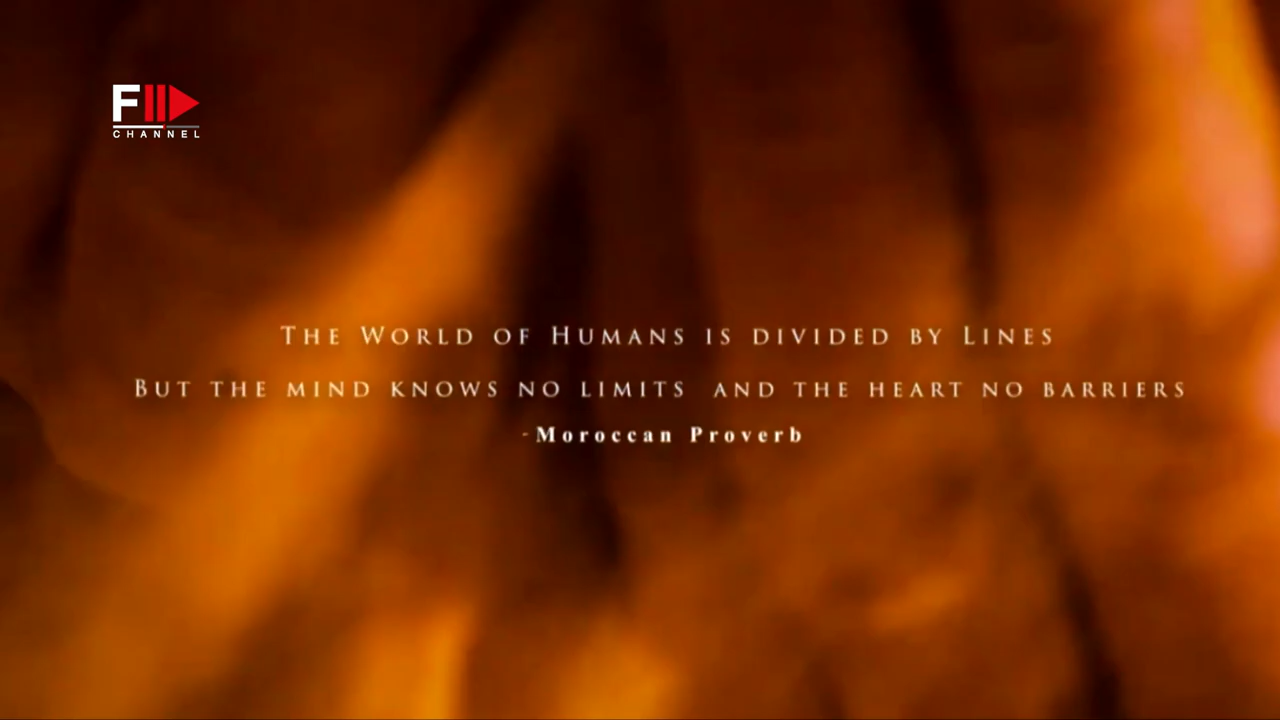 F
CHANNEL
The World of Humans is divided by Lines
But the mind knows no limits and the heart no barriers
-Moroccan Proverb